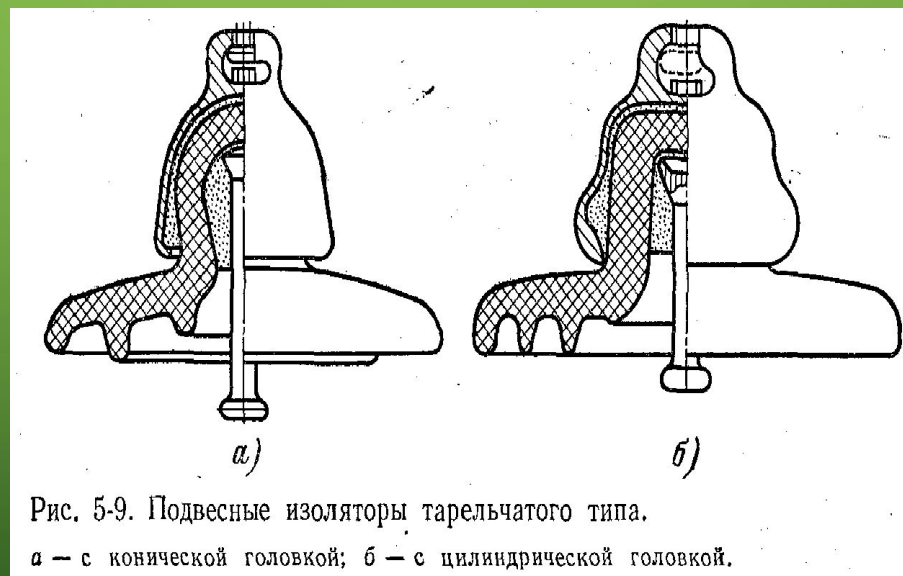 а)
б)
Рис. 5-9. Подвесные изоляторы тарельчатого типа.
а — с конической головкой; б — с цилиндрической головкой.